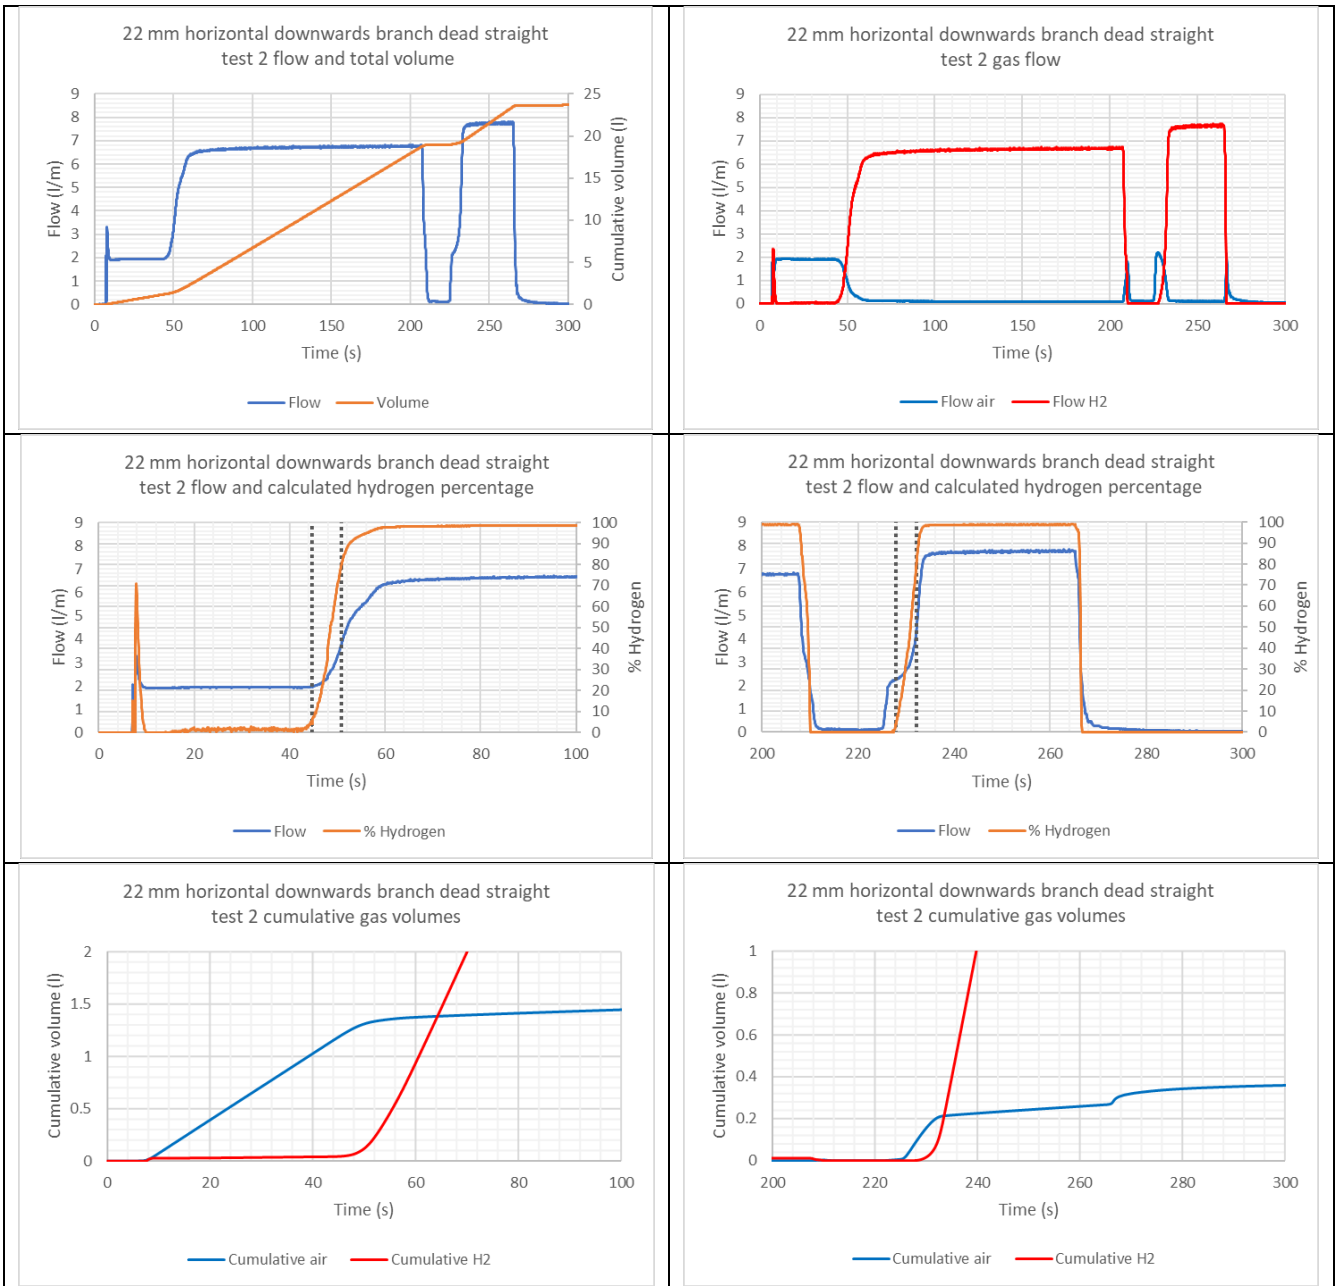 22 mm horizontal downwards branch dead straight
test 2 flow and total volume
9
8
7
6
5
4
3
2
1
0
Flow (l/m)
25
20
15
10
5
0
Cumulative volume (l)
0 50 100 150 200 250 300
Time (s)
Flow Volume
22 mm horizontal downwards branch dead straight
test 2 gas flow
9
8
7
6
5
4
3
2
1
0
Flow (l/m)
0 50 100 150 200 250 300
Time (s)
Flow air Flow H2
22 mm horizontal downwards branch dead straight
test 2 flow and calculated hydrogen percentage
9
8
7
6
5
4
3
2
1
0
Flow (l/m)
100
90
80
70
60
50
40
30
20
10
0
% Hydrogen
0 20 40 60 80 100
Time (s)
Flow % Hydrogen
22 mm horizontal downwards branch dead straight
test 2 flow and calculated hydrogen percentage
9
8
7
6
5
4
3
2
1
0
Flow (l/m)
100
90
80
70
60
50
40
30
20
10
0
% Hydrogen
200 220 240 260 280 300
Time (s)
Flow % Hydrogen
22 mm horizontal downwards branch dead straight
test 2 cumulative gas volumes
2
1.5
1
0.5
0
Cumulative volume (l)
0 20 40 60 80 100
Time (s)
Cumulative air Cumulative H2
22 mm horizontal downwards branch dead straight
test 2 cumulative gas volumes
1
0.8
0.6
0.4
0.2
0
Cumulative volume (l)
200 220 240 260 280 300
Time (s)
Cumulative air Cumulative H2